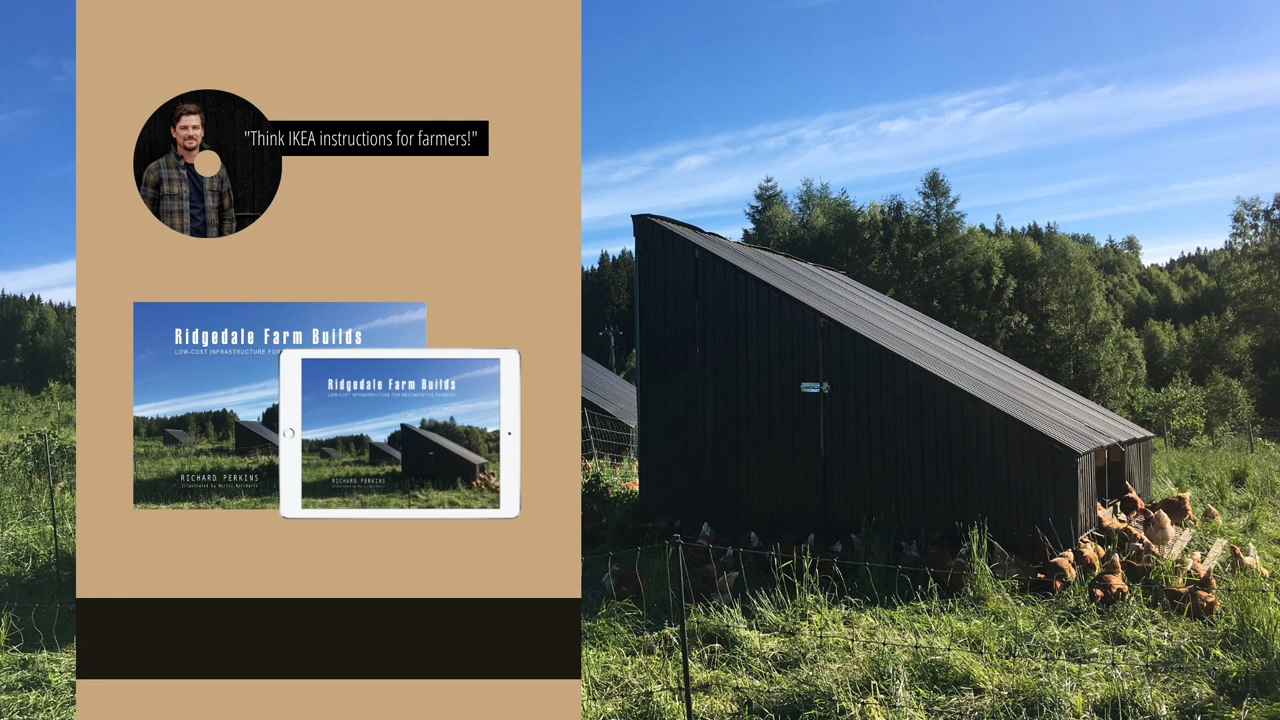 "Think IKEA instructions for farmers!"
Ridgedale Farm Builds
LOW-COST INFRASTRUCTURE FOR
RICHARD PERKINS
Ridgedale Farm Builds
LOW-COST INFRASTRUCTURE FOR REGENERATIVE FARMERS
RICHARD PERKINS